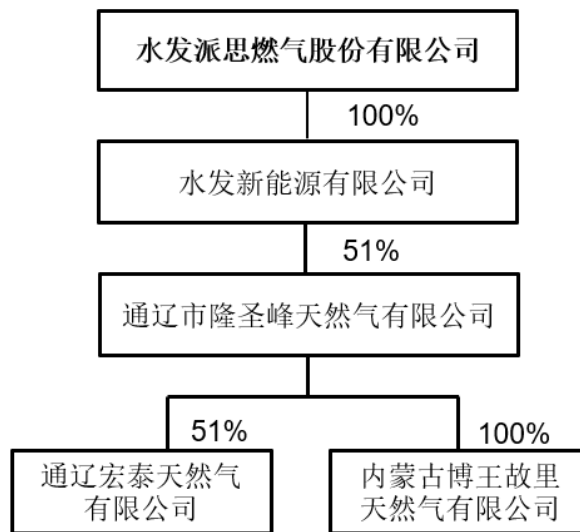 水发派思燃气股份有限公司
100%
水发新能源有限公司
51%
通辽市隆圣峰天然气有限公司
51%
100%
通辽宏泰天然气
有限公司
内蒙古博王故里
天然气有限公司